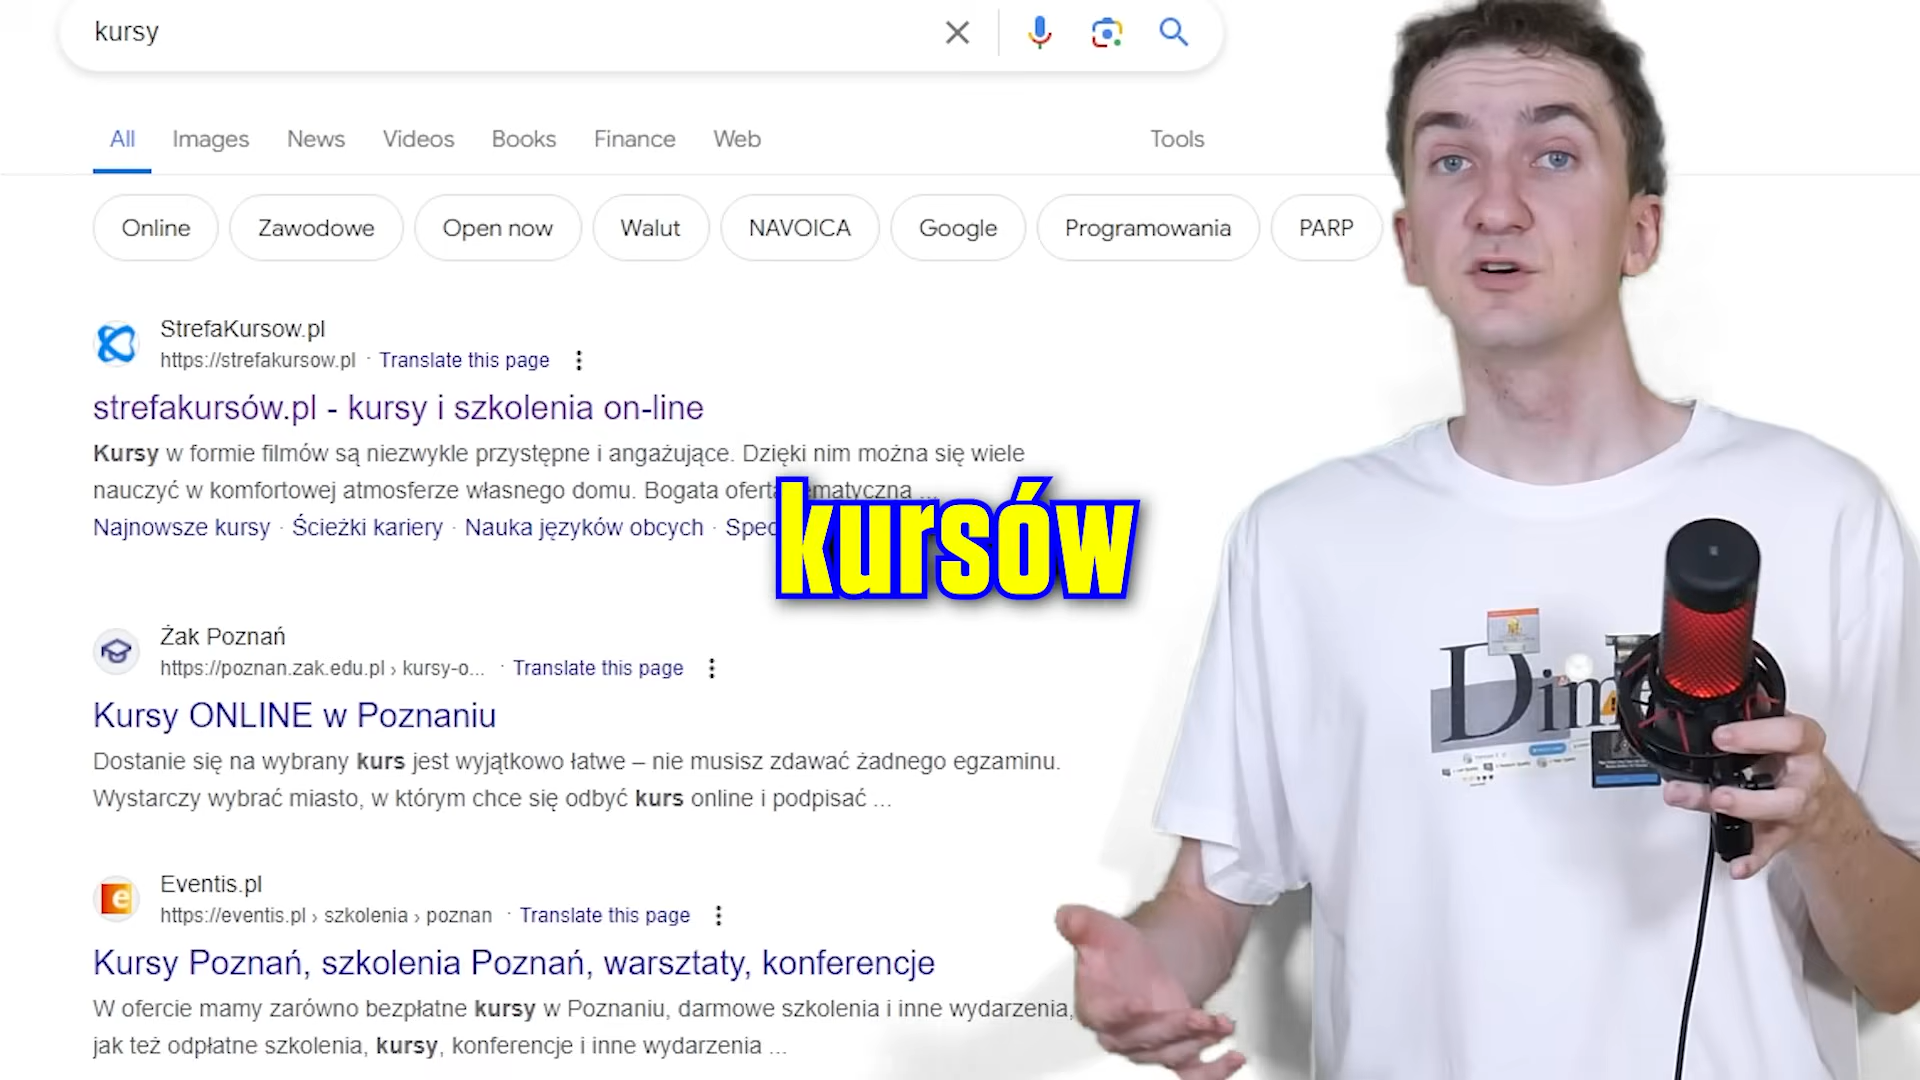 kursy
All Images News Videos Books Finance Web Tools
Online Zawodowe Open now Walut NAVOICA Google Programowania PARP
StrefaKursow.pl
https://strefakursow.pl · Translate this page
strefakursów.pl - kursy i szkolenia on-line
Kursy w formie filmów są niezwykle przystępne i angażujące. Dzięki nim można się wiele
nauczyć w komfortowej atmosferze własnego domu. Bogata oferta ematyczna ...
Najnowsze kursy · Ścieżki kariery · Nauka języków obcych · Spec
kursów
Żak Poznań
https://poznan.zak.edu.pl › kursy-o... · Translate this page
Kursy ONLINE w Poznaniu
Dostanie się na wybrany kurs jest wyjątkowo łatwe – nie musisz zdawać żadnego egzaminu.
Wystarczy wybrać miasto, w którym chce się odbyć kurs online i podpisać ...
Eventis.pl
https://eventis.pl › szkolenia › poznan · Translate this page
Kursy Poznań, szkolenia Poznań, warsztaty, konferencje
W ofercie mamy zarówno bezpłatne kursy w Poznaniu, darmowe szkolenia i inne wydarzenia,
jak też odpłatne szkolenia, kursy, konferencje i inne wydarzenia ...
Dim